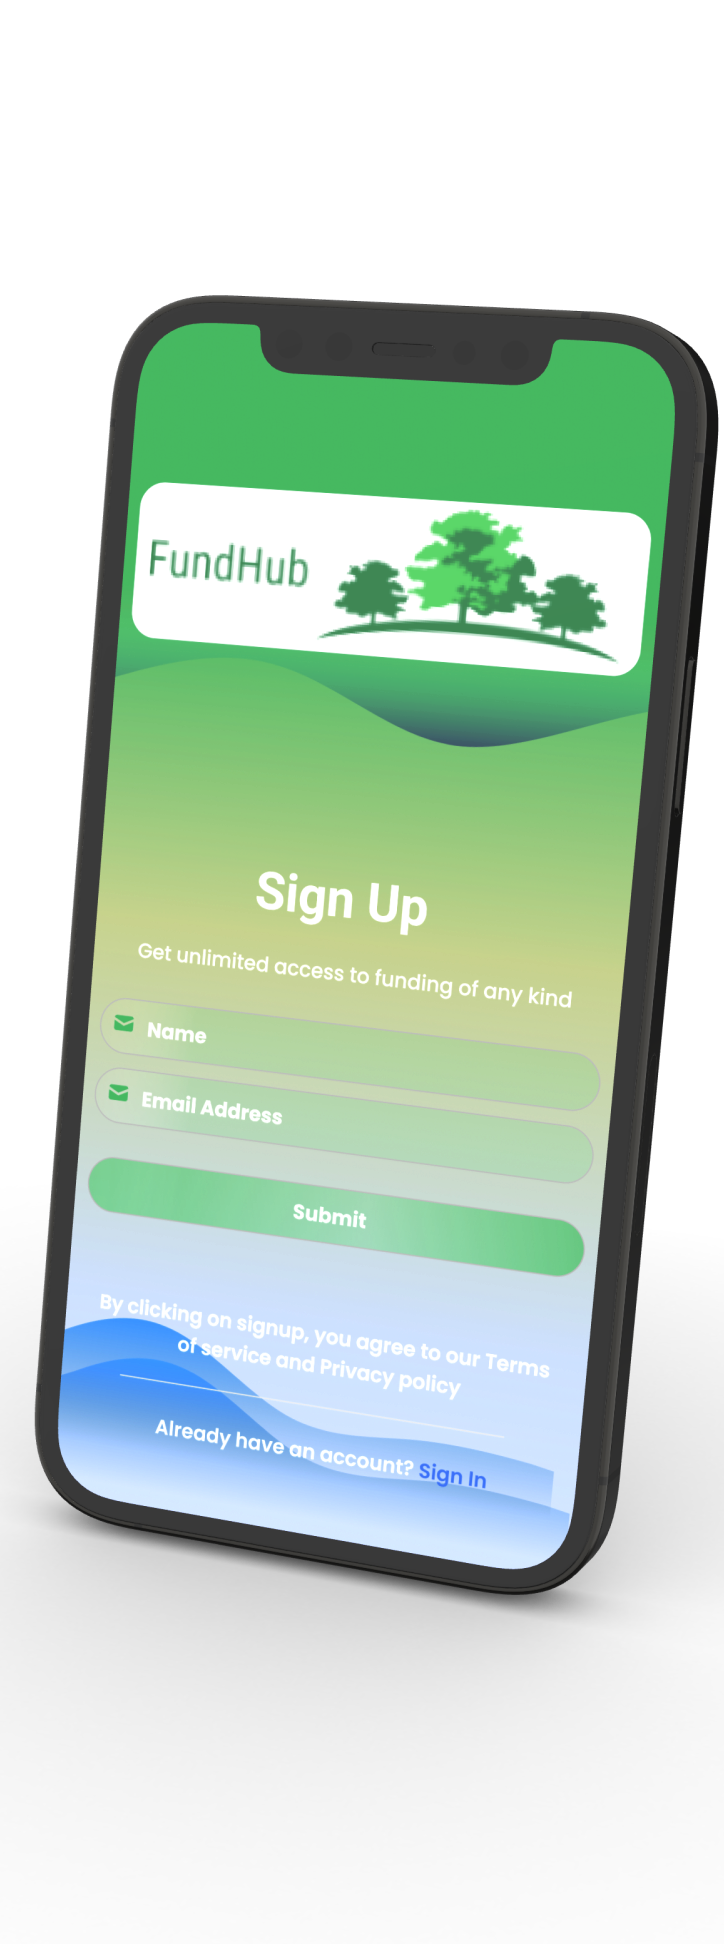 FundHub
Sign Up
Get unlimited access to funding of any kind
Name
Email Address
Submit
By clicking on signup, you agree to our Terms
of service and Privacy policy
Already have an account? Sign In